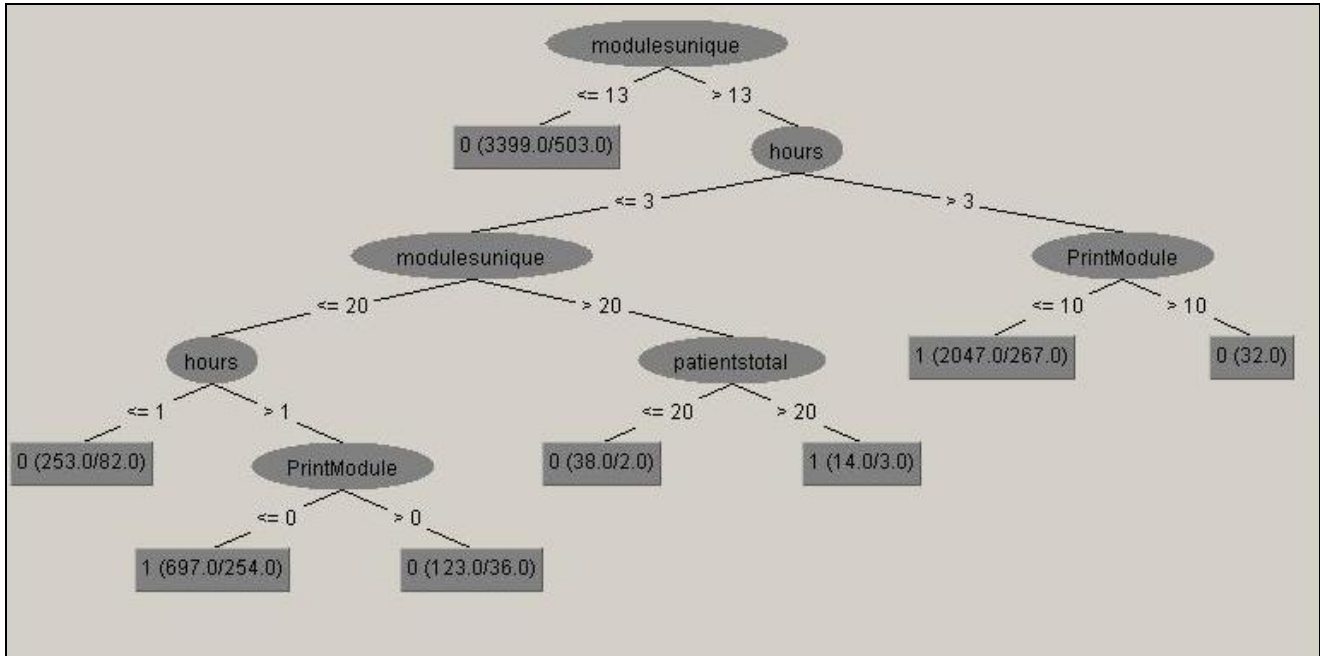 modulesunique
<= 13 > 13
0 (3399.0/503.0) hours
<= 3 > 3
modulesunique PrintModule
<= 20 > 20 <= 10 > 10
hours patientstotal 1 (2047.0/267.0) 0 (32.0)
<= 1 > 1 <= 20 > 20
0 (253.0/82.0) PrintModule 0 (38.0/2.0) 1 (14.0/3.0)
<= 0 > 0
1 (697.0/254.0) 0 (123.0/36.0)